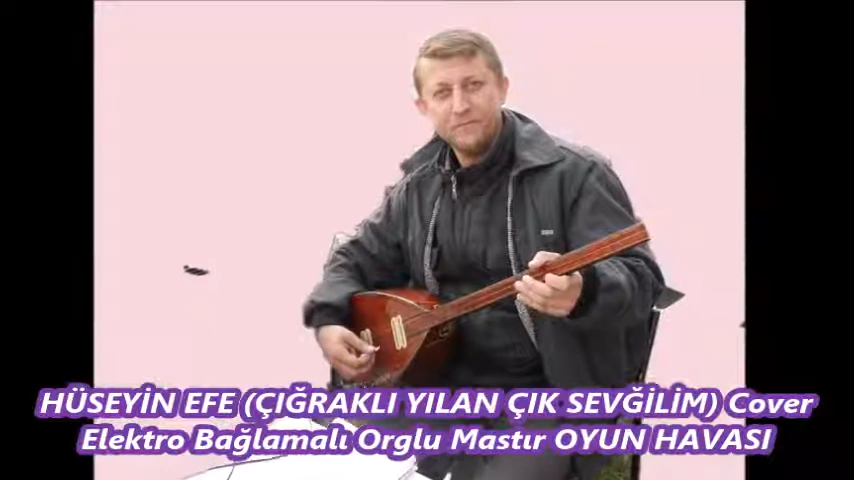 HÜSEYİN EFE (ÇIĞRAKLI YILAN ÇIK SEVĞİLİM) Cover
Elektro Bağlamalı Orglu Mastır OYUN HAVASI